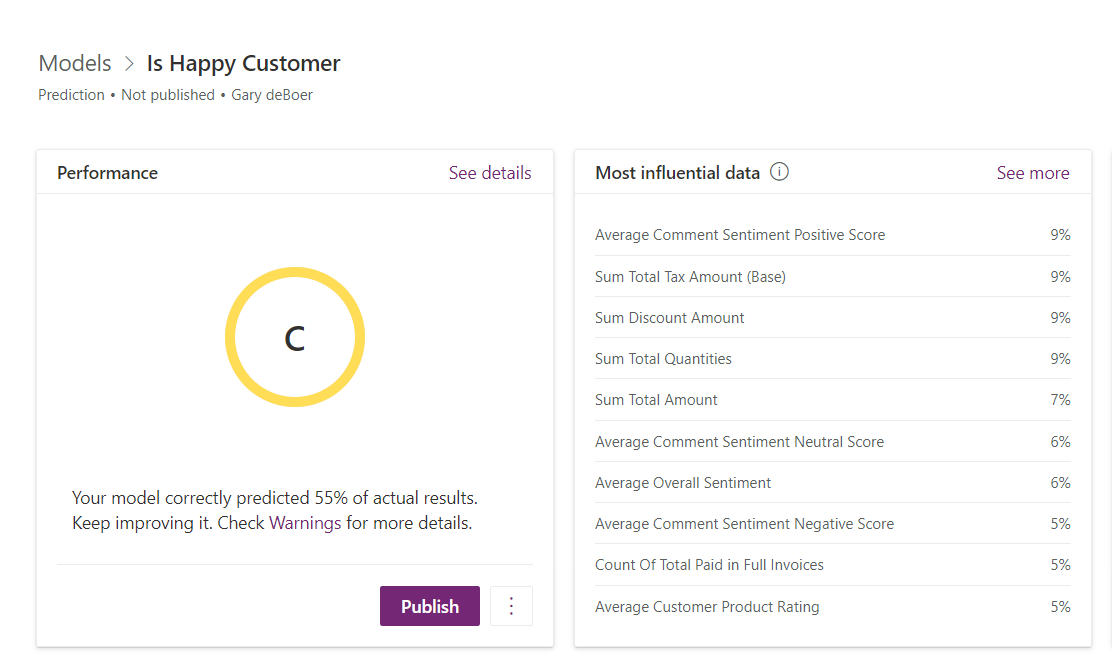 Models > Is Happy Customer
Prediction • Not published • Gary deBoer
Performance
See details
C
Your model correctly predicted 55% of actual results.
Keep improving it. Check Warnings for more details.
Publish
Most influential data
See more
Average Comment Sentiment Positive Score 9%
Sum Total Tax Amount (Base) 9%
Sum Discount Amount 9%
Sum Total Quantities 9%
Sum Total Amount 7%
Average Comment Sentiment Neutral Score 6%
Average Overall Sentiment 6%
Average Comment Sentiment Negative Score 5%
Count Of Total Paid in Full Invoices 5%
Average Customer Product Rating 5%